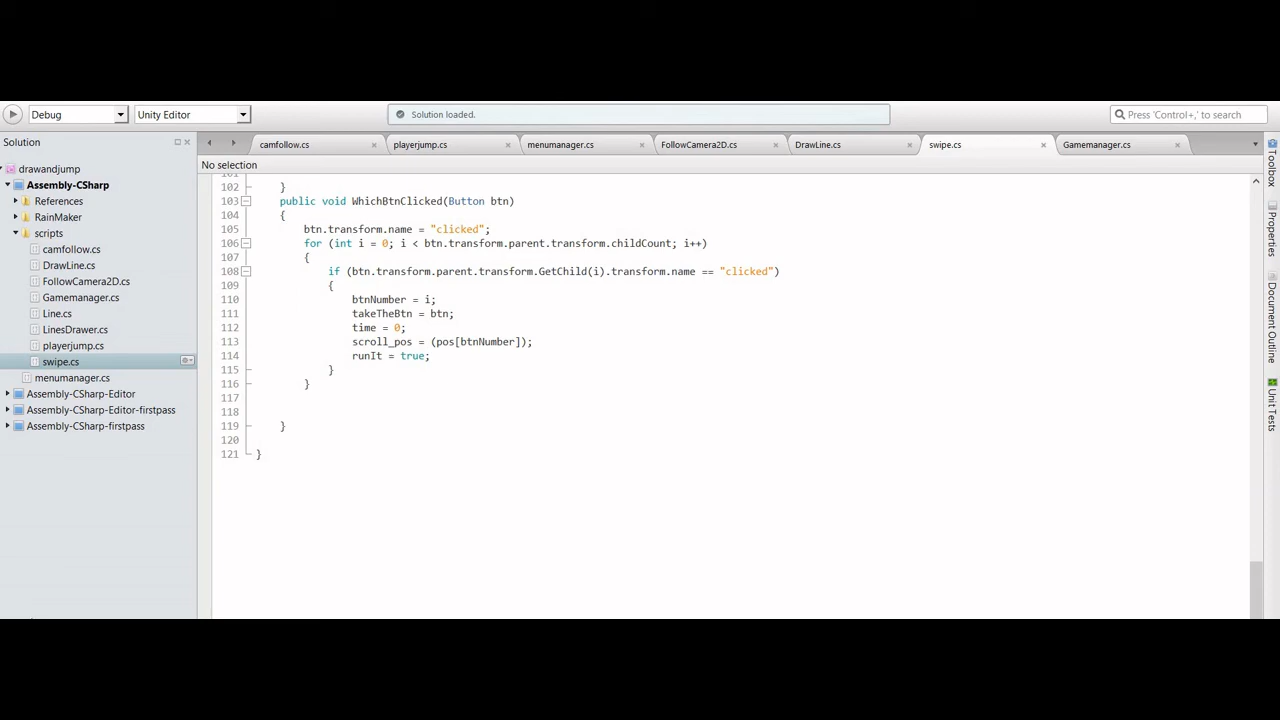 Debug
Unity Editor
Solution loaded.
Press 'Control+,' to search
Solution
camfollow.cs
playerjump.cs
menumanager.cs
FollowCamera2D.cs
DrawLine.cs
swipe.cs
Gamemanager.cs
No selection
drawandjump
Assembly-CSharp
References
RainMaker
scripts
camfollow.cs
DrawLine.cs
FollowCamera2D.cs
Gamemanager.cs
Line.cs
LinesDrawer.cs
playerjump.cs
swipe.cs
menumanager.cs
Assembly-CSharp-Editor
Assembly-CSharp-Editor-firstpass
Assembly-CSharp-firstpass
101
102 }
103 public void WhichBtnClicked(Button btn)
104 {
105 btn.transform.name = "clicked";
106 for (int i = 0; i < btn.transform.parent.transform.childCount; i++)
107 {
108 if (btn.transform.parent.transform.GetChild(i).transform.name == "clicked")
109 {
110 btnNumber = i;
111 takeTheBtn = btn;
112 time = 0;
113 scroll_pos = (pos[btnNumber]);
114 runIt = true;
115 }
116 }
117
118
119 }
120
121 }
Toolbox
Properties
Document Outline
Unit Tests